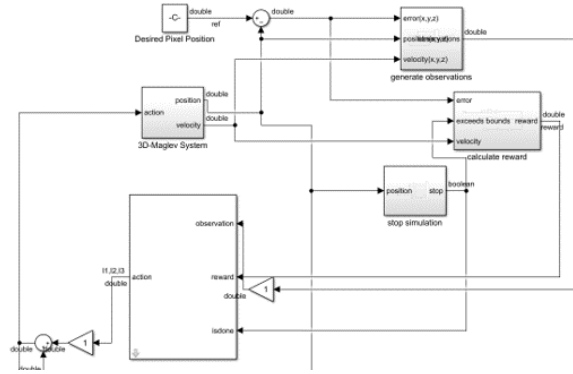 -C-
double
ref
double
Desired Pixel Position
error(x,y,z)
double
velocity(x,y,z)
generate observations
action
position
double
velocity
double
3D-Maglev System
error
exceeds bounds
reward
double
reward
velocity
calculate reward
position
stop
boolean
stop simulation
observation
I1,I2,I3
double
action
reward
double
1
isdone
1
double
double
double